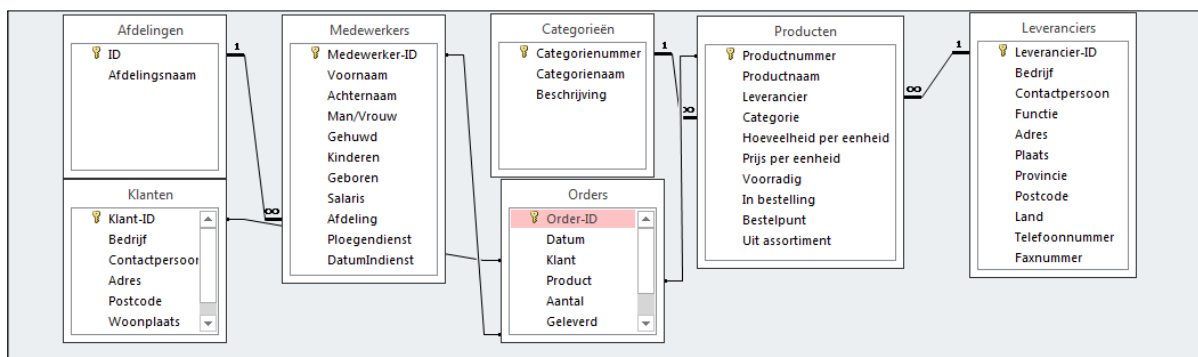 Afdelingen
ID
Afdelingsnaam
Medewerkers
Medewerker-ID
Voornaam
Achternaam
Man/Vrouw
Gehuwd
Kinderen
Geboren
Salaris
Afdeling
Ploegendienst
DatumIndienst
Categorieën
Categorienummer
Categorienaam
Beschrijving
Producten
Productnummer
Productnaam
Leverancier
Categorie
Hoeveelheid per eenheid
Prijs per eenheid
Voorradig
In bestelling
Bestelpunt
Uit assortiment
Leveranciers
Leverancier-ID
Bedrijf
Contactpersoon
Functie
Adres
Plaats
Provincie
Postcode
Land
Telefoonnummer
Faxnummer
Klanten
Klant-ID
Bedrijf
Contactpersoon
Adres
Postcode
Woonplaats
Orders
Order-ID
Datum
Klant
Product
Aantal
Geleverd
1
∞
1
∞
1
∞